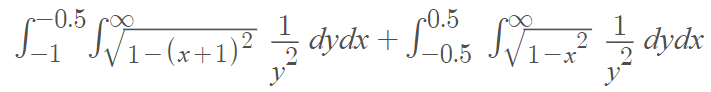 ∫_{-1}^{-0.5} ∫_{√(1-(x+1)^2)}^{∞} 1/y^2 dydx + ∫_{-0.5}^{0.5} ∫_{√(1-x^2)}^{∞} 1/y^2 dydx